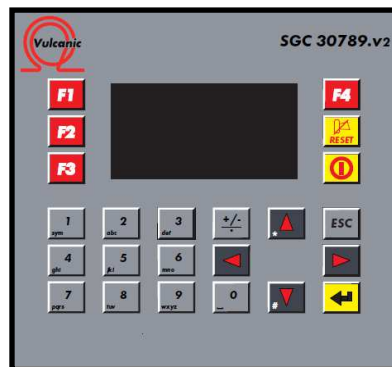 Vulcanic
SGC 30789.v2
F1
F4
F2
RESET
F3
1 sym
2 abc
3 def
+/- *
*
ESC
4 ghi
5 jkl
6 mno
7 pqrs
8 tuv
9 wxyz
0 _
#